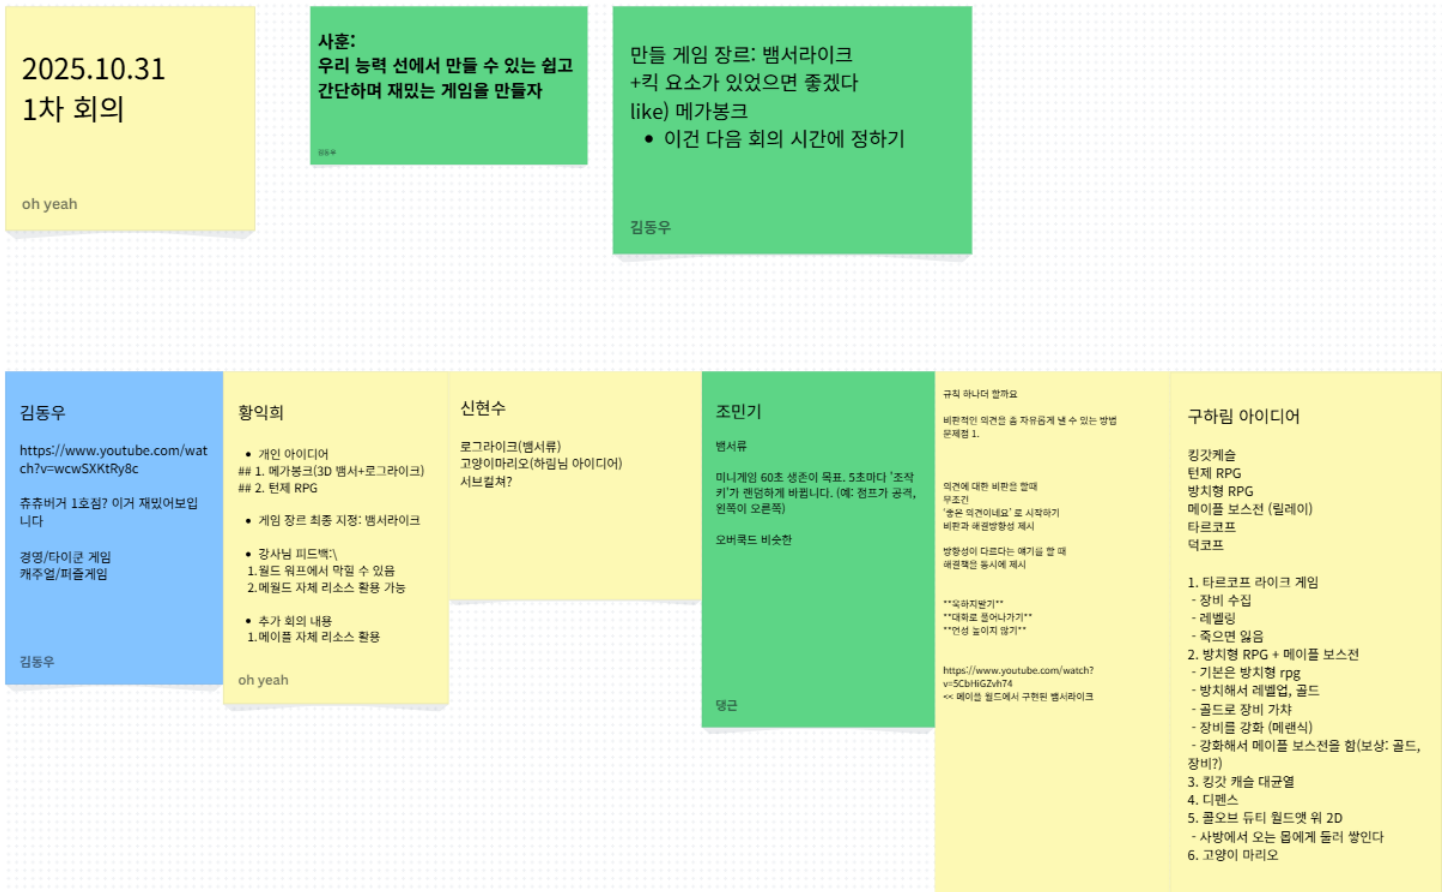 2025.10.31
1차 회의
oh yeah
사훈:
우리 능력 선에서 만들 수 있는 쉽고
간단하며 재밌는 게임을 만들자
김동우
만들 게임 장르: 뱀서라이크
+킥 요소가 있었으면 좋겠다
like) 메가봉크
• 이건 다음 회의 시간에 정하기
김동우
김동우
https://www.youtube.com/wat
ch?v=wcwSXKtRy8c
츄츄버거 1호점? 이거 재밌어보입
니다
경영/타이쿤 게임
캐주얼/퍼즐게임
김동우
황익희
• 개인 아이디어
## 1. 메가봉크(3D 뱀서+로그라이크)
## 2. 턴제 RPG
• 게임 장르 최종 지정: 뱀서라이크
• 강사님 피드백:\
1.월드 워프에서 막힐 수 있음
2.메월드 자체 리소스 활용 가능
• 추가 회의 내용
1.메이플 자체 리소스 활용
oh yeah
신현수
로그라이크(뱀서류)
고양이마리오(하림님 아이디어)
서브컬쳐?
조민기
뱀서류
미니게임 60초 생존이 목표. 5초마다 '조작
키'가 랜덤하게 바뀝니다. (예: 점프가 공격,
왼쪽이 오른쪽)
오버쿡드 비슷한
댕근
규칙 하나더 할까요
비판적인 의견을 좀 자유롭게 낼 수 있는 방법
문제점 1.
의견에 대한 비판을 할때
무조건
'좋은 의견이네요' 로 시작하기
비판과 해결방향성 제시
방향성이 다르다는 얘기를 할 때
해결책을 동시에 제시
**욱하지말기**
**대화로 풀어나가기**
**언성 높이지 않기**
https://www.youtube.com/watch?
v=5CbHiGZvh74
<< 메이플 월드에서 구현된 뱀서라이크
구하림 아이디어
킹갓케슬
턴제 RPG
방치형 RPG
메이플 보스전 (릴레이)
타르코프
덕코프
1. 타르코프 라이크 게임
- 장비 수집
- 레벨링
- 죽으면 잃음
2. 방치형 RPG + 메이플 보스전
- 기본은 방치형 rpg
- 방치해서 레벨업, 골드
- 골드로 장비 가챠
- 장비를 강화 (메랜식)
- 강화해서 메이플 보스전을 함(보상: 골드,
장비?)
3. 킹갓 캐슬 대균열
4. 디펜스
5. 콜오브 듀티 월드앳 워 2D
- 사방에서 오는 몹에게 둘러 쌓인다
6. 고양이 마리오